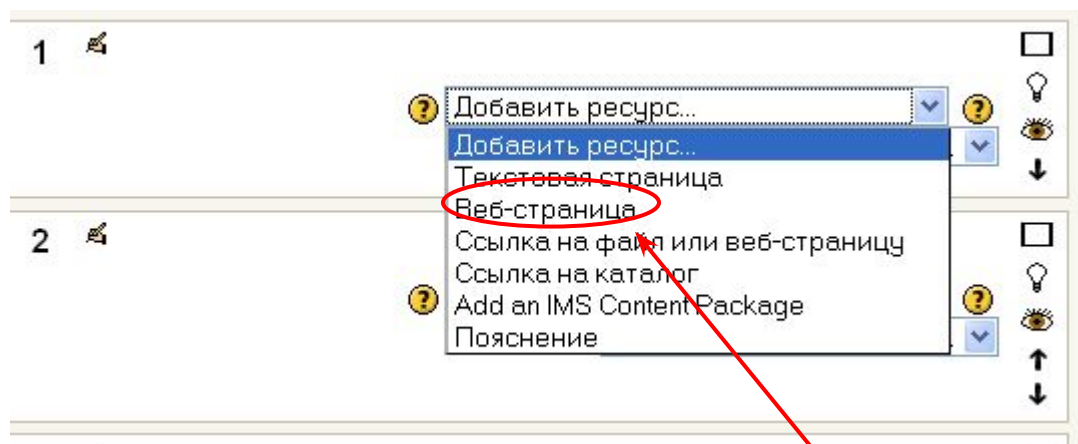 1
? Добавить ресурс... ?
Добавить ресурс...
Текстовая страница
Веб-страница
2
Ссылка на файл или веб-страницу
Ссылка на каталог
? Add an IMS Content Package ?
Пояснение